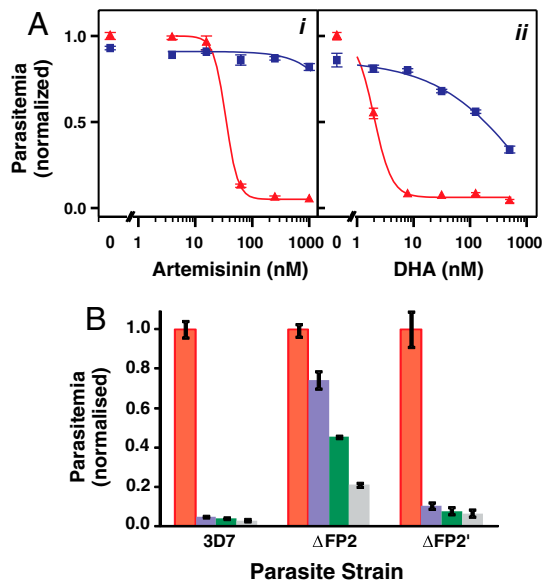 A
i
ii
Parasitemia
(normalized)
1.0
0.5
0.0
0 1 10 100 1000
0 1 10 100 1000
Artemisinin (nM)
DHA (nM)
B
Parasitemia
(normalised)
1.0
0.8
0.6
0.4
0.2
0.0
3D7 ΔFP2 ΔFP2'
Parasite Strain